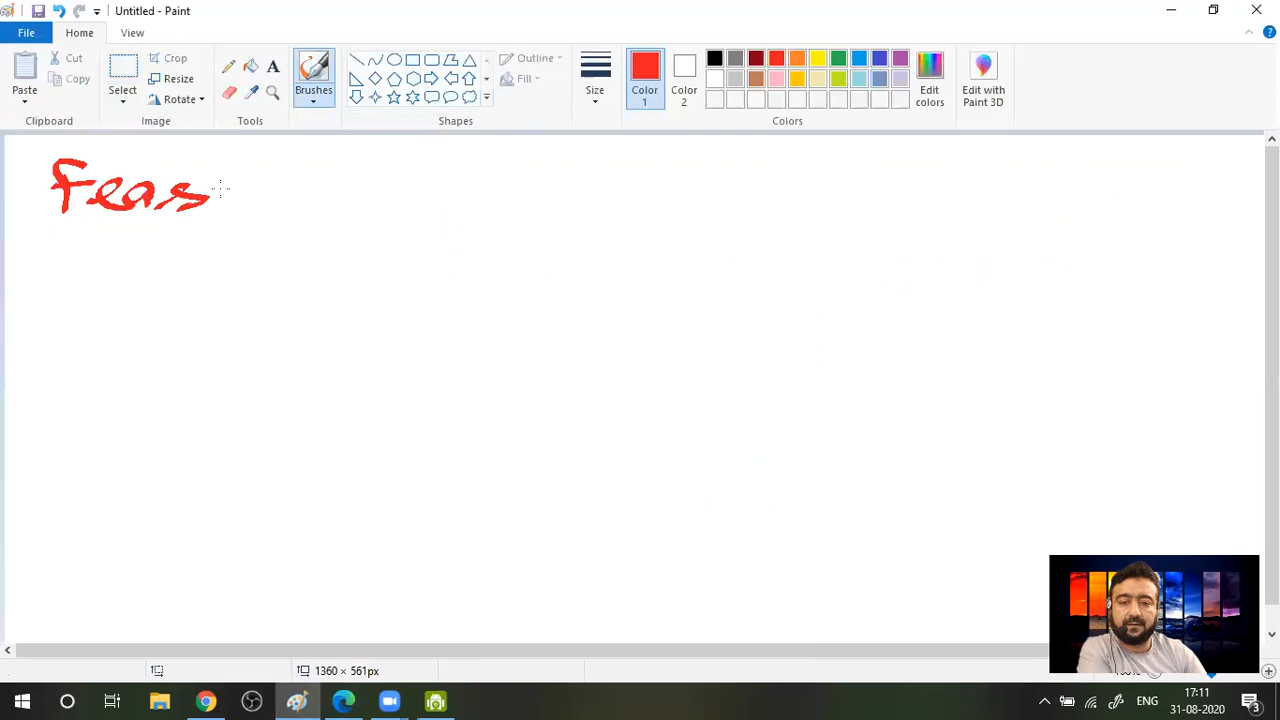 Untitled - Paint
File Home View
Paste
Cut
Copy
Clipboard
Select
Crop
Resize
Rotate
Image
Tools
Brushes
Shapes
Outline
Fill
Size
Color 1
Color 2
Colors
Edit colors
Edit with Paint 3D
Feas
1360 × 561px
ENG
17:11
31-08-2020
3